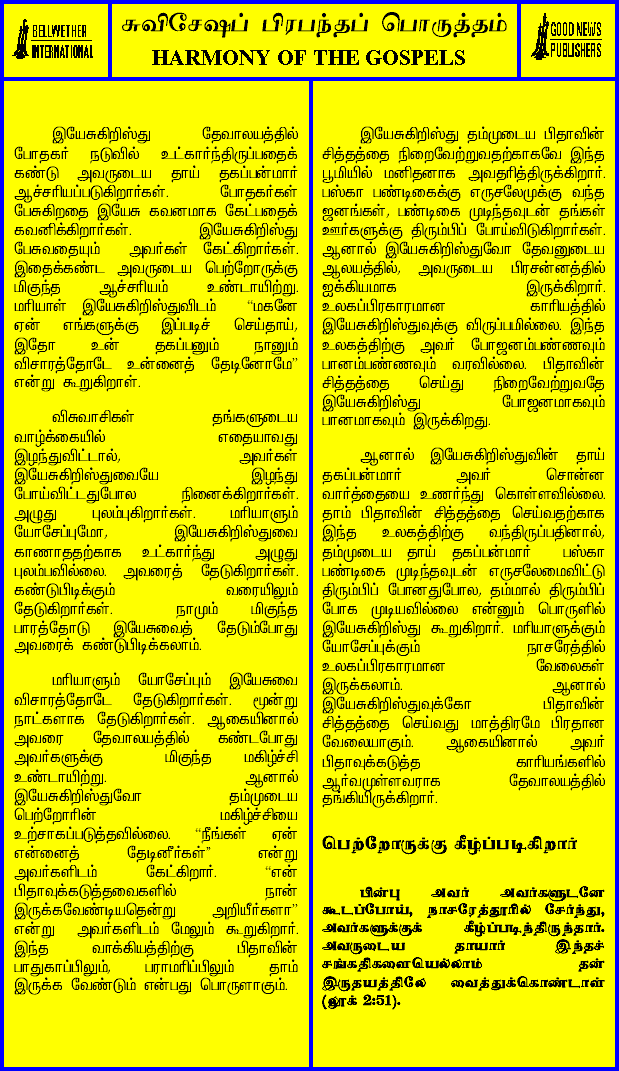 BELLWETHER
INTERNATIONAL
சுவிசேஷப் பிரபந்தப் பொருத்தம்
HARMONY OF THE GOSPELS
GOOD NEWS
PUBLISHERS
இயேசுகிறிஸ்து தேவாலயத்தில்
போதகர் நடுவில் உட்கார்ந்திருப்பதைக்
கண்டு அவருடைய தாய் தகப்பன்மார்
ஆச்சரியப்படுகிறார்கள். போதகர்கள்
பேசுகிறதை இயேசு கவனமாக கேட்பதைக்
கவனிக்கிறார்கள். இயேசுகிறிஸ்து
பேசுவதையும் அவர்கள் கேட்கிறார்கள்.
இதைக்கண்ட அவருடைய பெற்றோருக்கு
மிகுந்த ஆச்சரியம் உண்டாயிற்று.
மரியாள் இயேசுகிறிஸ்துவிடம் “மகனே
ஏன் எங்களுக்கு இப்படிச் செய்தாய்,
இதோ உன் தகப்பனும் நானும்
விசாரத்தோடே உன்னைத் தேடினோமே”
என்று கூறுகிறாள்.
விசுவாசிகள் தங்களுடைய
வாழ்க்கையில் எதையாவது
இழந்துவிட்டால், அவர்கள்
இயேசுகிறிஸ்துவையே இழந்து
போய்விட்டதுபோல நினைக்கிறார்கள்.
அழுது புலம்புகிறார்கள். மரியாளும்
யோசேப்புமோ, இயேசுகிறிஸ்துவை
காணாததற்காக உட்கார்ந்து அழுது
புலம்பவில்லை. அவரைத் தேடுகிறார்கள்.
கண்டுபிடிக்கும் வரையிலும்
தேடுகிறார்கள். நாமும் மிகுந்த
பாரத்தோடு இயேசுவைத் தேடும்போது
அவரைக் கண்டுபிடிக்கலாம்.
மரியாளும் யோசேப்பும் இயேசுவை
விசாரத்தோடே தேடுகிறார்கள். மூன்று
நாட்களாக தேடுகிறார்கள். ஆகையினால்
அவரை தேவாலயத்தில் கண்டபோது
அவர்களுக்கு மிகுந்த மகிழ்ச்சி
உண்டாயிற்று. ஆனால்
இயேசுகிறிஸ்துவோ தம்முடைய
பெற்றோரின் மகிழ்ச்சியை
உற்சாகப்படுத்தவில்லை. “நீங்கள் ஏன்
என்னைத் தேடினீர்கள்” என்று
அவர்களிடம் கேட்கிறார். “என்
பிதாவுக்கடுத்தவைகளில் நான்
இருக்கவேண்டியதென்று அறியீர்களா”
என்று அவர்களிடம் மேலும் கூறுகிறார்.
இந்த வாக்கியத்திற்கு பிதாவின்
பாதுகாப்பிலும், பராமரிப்பிலும் தாம்
இருக்க வேண்டும் என்பது பொருளாகும்.
இயேசுகிறிஸ்து தம்முடைய பிதாவின்
சித்தத்தை நிறைவேற்றுவதற்காகவே இந்த
பூமியில் மனிதனாக அவதரித்திருக்கிறார்.
பஸ்கா பண்டிகைக்கு எருசலேமுக்கு வந்த
ஜனங்கள், பண்டிகை முடிந்தவுடன் தங்கள்
ஊர்களுக்கு திரும்பிப் போய்விடுகிறார்கள்.
ஆனால் இயேசுகிறிஸ்துவோ தேவனுடைய
ஆலயத்தில், அவருடைய பிரசன்னத்தில்
ஐக்கியமாக இருக்கிறார்.
உலகப்பிரகாரமான காரியத்தில்
இயேசுகிறிஸ்துவுக்கு விருப்பமில்லை. இந்த
உலகத்திற்கு அவர் போஜனம்பண்ணவும்
பானம்பண்ணவும் வரவில்லை. பிதாவின்
சித்தத்தை செய்து நிறைவேற்றுவதே
இயேசுகிறிஸ்து போஜனமாகவும்
பானமாகவும் இருக்கிறது.
ஆனால் இயேசுகிறிஸ்துவின் தாய்
தகப்பன்மார் அவர் சொன்ன
வார்த்தையை உணர்ந்து கொள்ளவில்லை.
தாம் பிதாவின் சித்தத்தை செய்வதற்காக
இந்த உலகத்திற்கு வந்திருப்பதினால்,
தம்முடைய தாய் தகப்பன்மார் பஸ்கா
பண்டிகை முடிந்தவுடன் எருசலேமைவிட்டு
திரும்பிப் போனதுபோல, தம்மால் திரும்பிப்
போக முடியவில்லை என்னும் பொருளில்
இயேசுகிறிஸ்து கூறுகிறார். மரியாளுக்கும்
யோசேப்புக்கும் நாசரேத்தில்
உலகப்பிரகாரமான வேலைகள்
இருக்கலாம். ஆனால்
இயேசுகிறிஸ்துவுக்கோ பிதாவின்
சித்தத்தை செய்வது மாத்திரமே பிரதான
வேலையாகும். ஆகையினால் அவர்
பிதாவுக்கடுத்த காரியங்களில்
ஆர்வமுள்ளவராக தேவாலயத்தில்
தங்கியிருக்கிறார்.
பெற்றோருக்கு கீழ்ப்படிகிறார்
பின்பு அவர் அவர்களுடனே
கூடப்போய், நாசரேத்தூரில் சேர்ந்து,
அவர்களுக்குக் கீழ்ப்படிந்திருந்தார்.
அவருடைய தாயார் இந்தச்
சங்கதிகளையெல்லாம் தன்
இருதயத்திலே வைத்துக்கொண்டாள்
(லூக் 2:51).